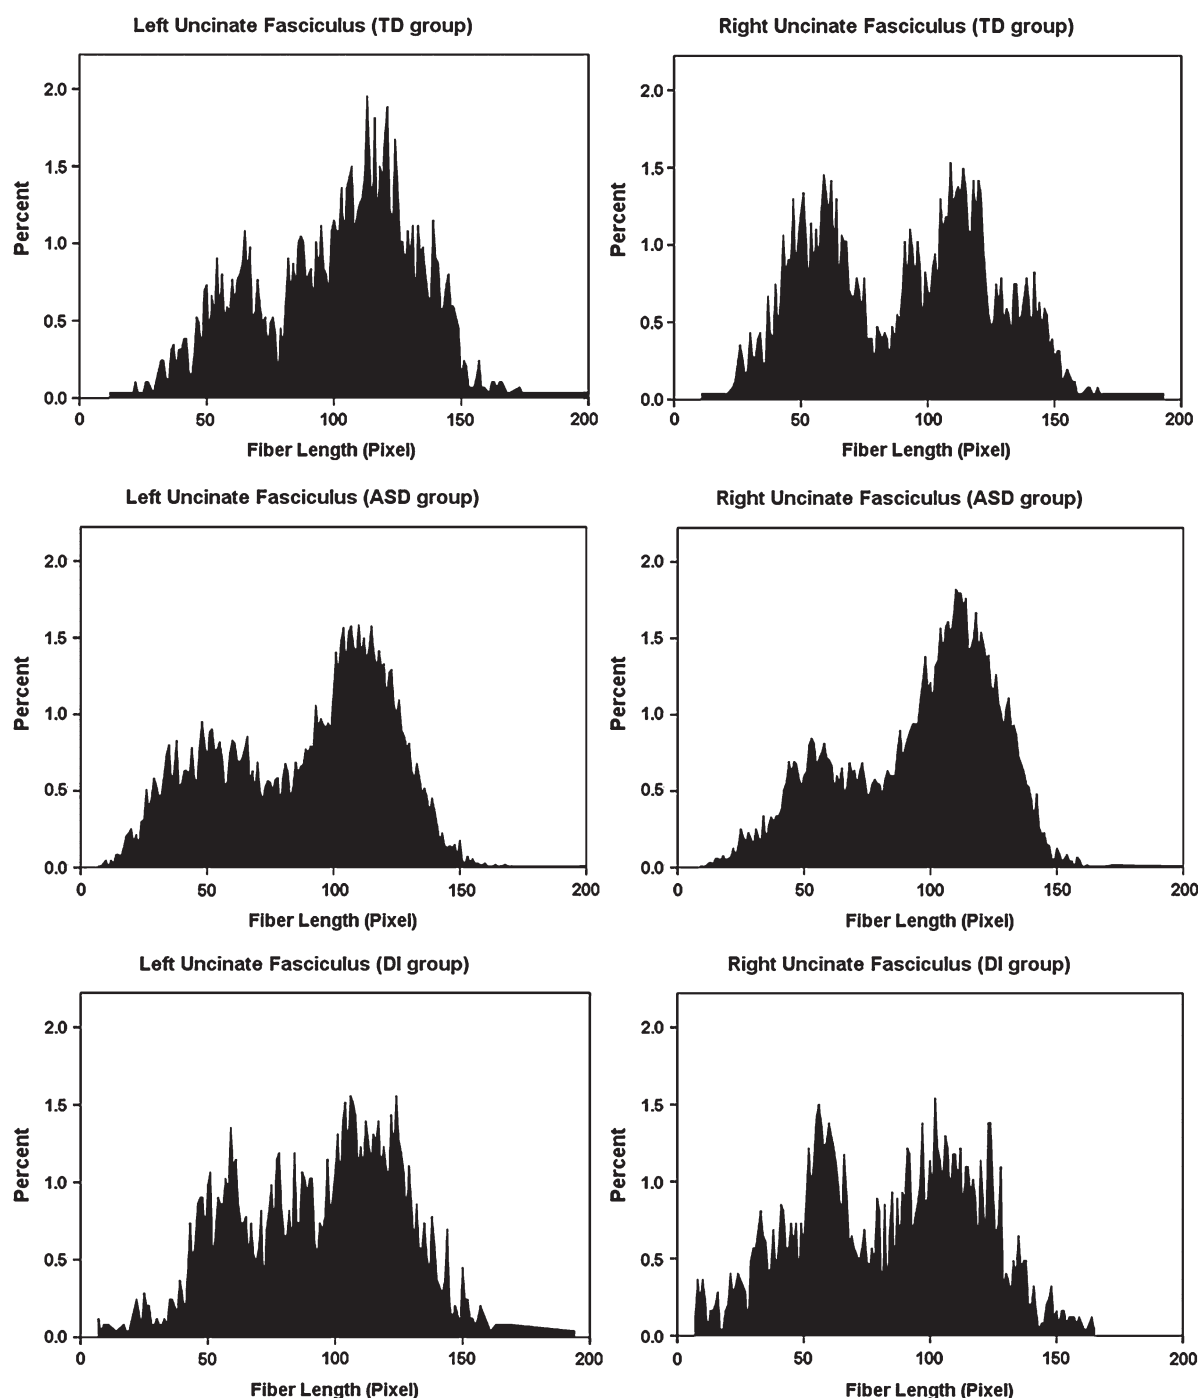 Left Uncinate Fasciculus (TD group)
Percent
2.0
1.5
1.0
0.5
0.0
0 50 100 150 200
Fiber Length (Pixel)
Right Uncinate Fasciculus (TD group)
Percent
2.0
1.5
1.0
0.5
0.0
0 50 100 150 200
Fiber Length (Pixel)
Left Uncinate Fasciculus (ASD group)
Percent
2.0
1.5
1.0
0.5
0.0
0 50 100 150 200
Fiber Length (Pixel)
Right Uncinate Fasciculus (ASD group)
Percent
2.0
1.5
1.0
0.5
0.0
0 50 100 150 200
Fiber Length (Pixel)
Left Uncinate Fasciculus (DI group)
Percent
2.0
1.5
1.0
0.5
0.0
0 50 100 150 200
Fiber Length (Pixel)
Right Uncinate Fasciculus (DI group)
Percent
2.0
1.5
1.0
0.5
0.0
0 50 100 150 200
Fiber Length (Pixel)